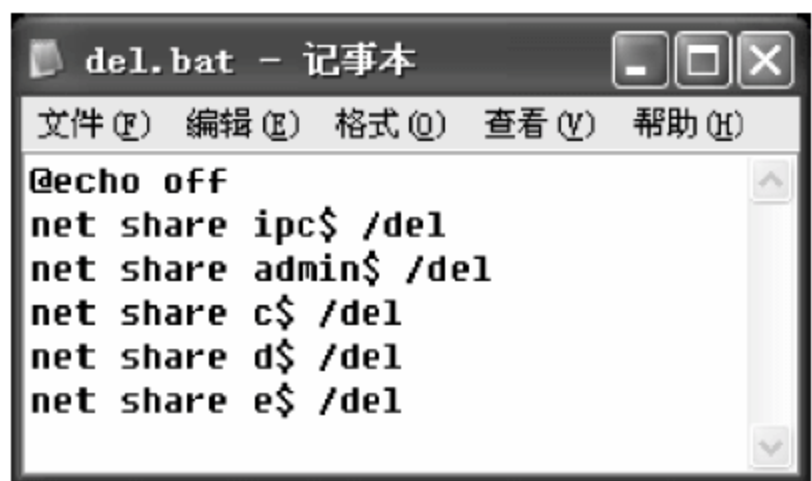 del.bat - 记事本
文件(F) 编辑(E) 格式(O) 查看(V) 帮助(H)
@echo off
net share ipc$ /del
net share admin$ /del
net share c$ /del
net share d$ /del
net share e$ /del